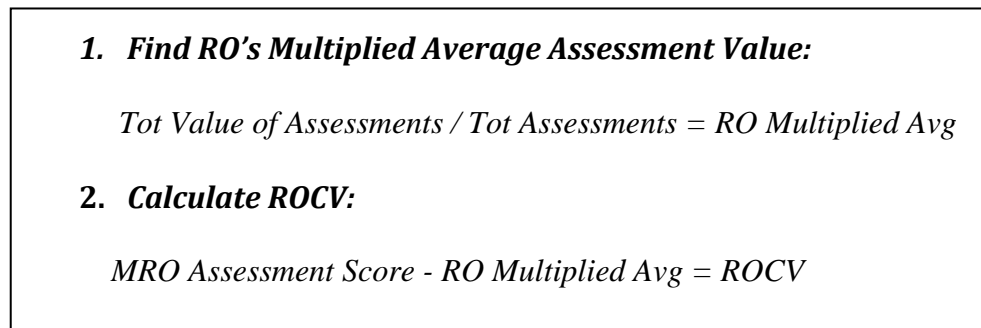 1. Find RO’s Multiplied Average Assessment Value:
Tot Value of Assessments / Tot Assessments = RO Multiplied Avg
2. Calculate ROCV:
MRO Assessment Score - RO Multiplied Avg = ROCV